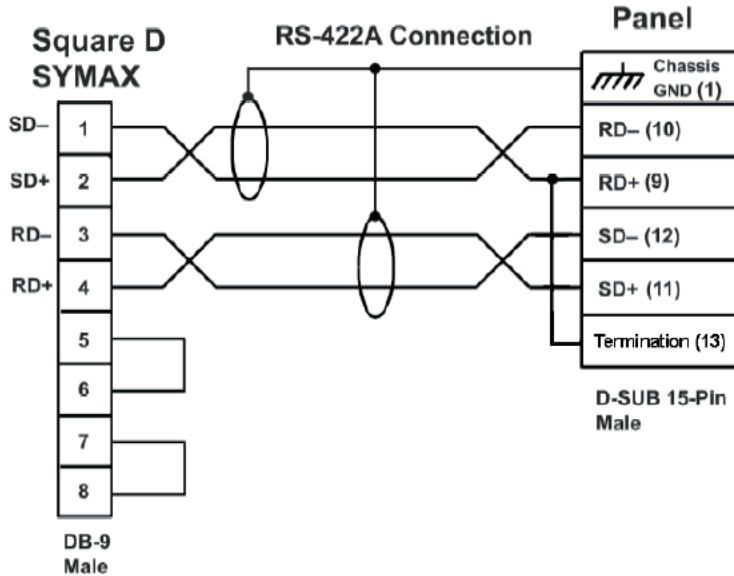 Square D
SYMAX
RS-422A Connection
Panel
Chassis
GND (1)
SD– 1
RD– (10)
SD+ 2
RD+ (9)
RD– 3
SD– (12)
RD+ 4
SD+ (11)
5
Termination (13)
6
7
8
D-SUB 15-Pin
Male
DB-9
Male